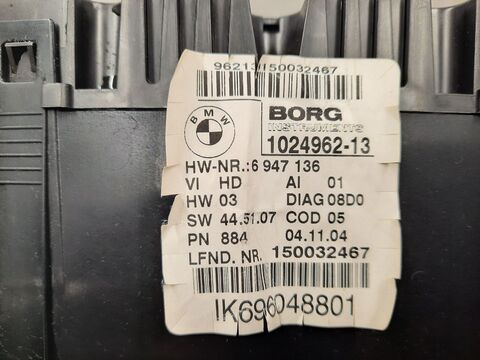 96213150032467
BMW
BORG
INSTRUMENTS
1024962-13
HW-NR.:6 947 136
VI HD AI 01
HW 03 DIAG 08D0
SW 44.51.07 COD 05
PN 884 04.11.04
LFND. NR. 150032467
IK696048801